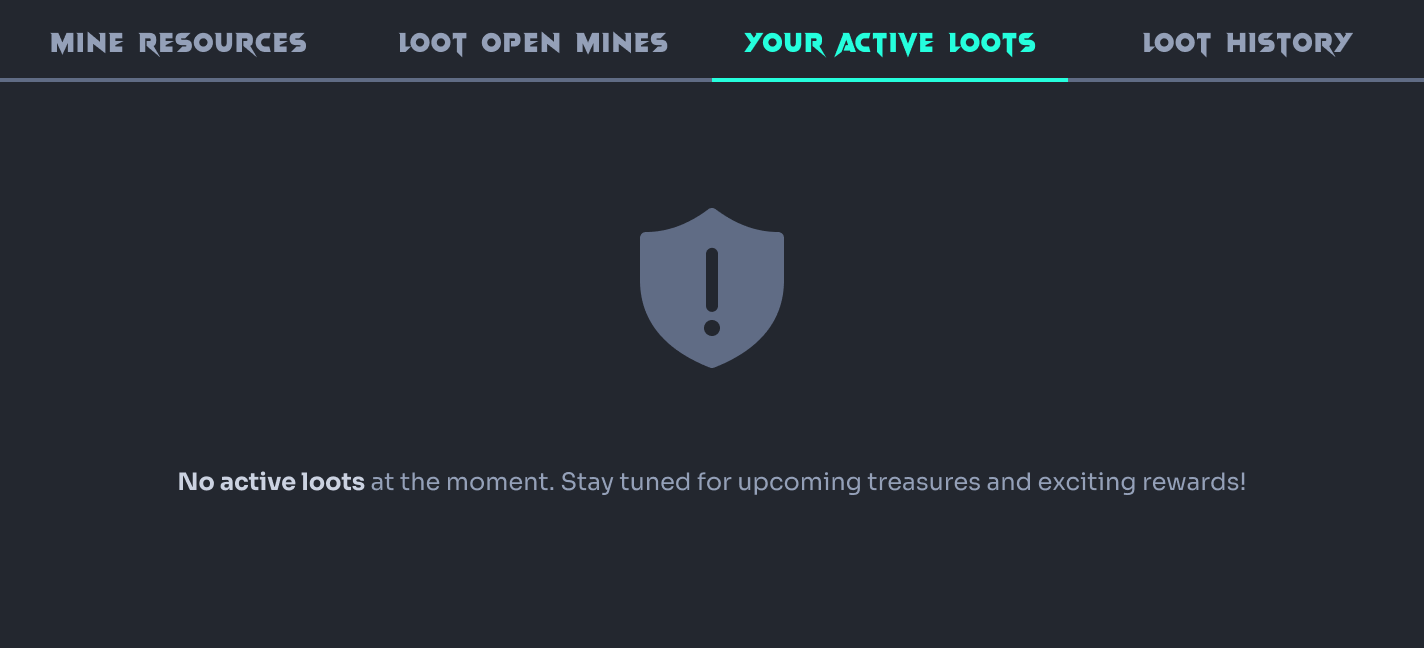 MINE RESOURCES
LOOT OPEN MINES
YOUR ACTIVE LOOTS
LOOT HISTORY
No active loots at the moment. Stay tuned for upcoming treasures and exciting rewards!